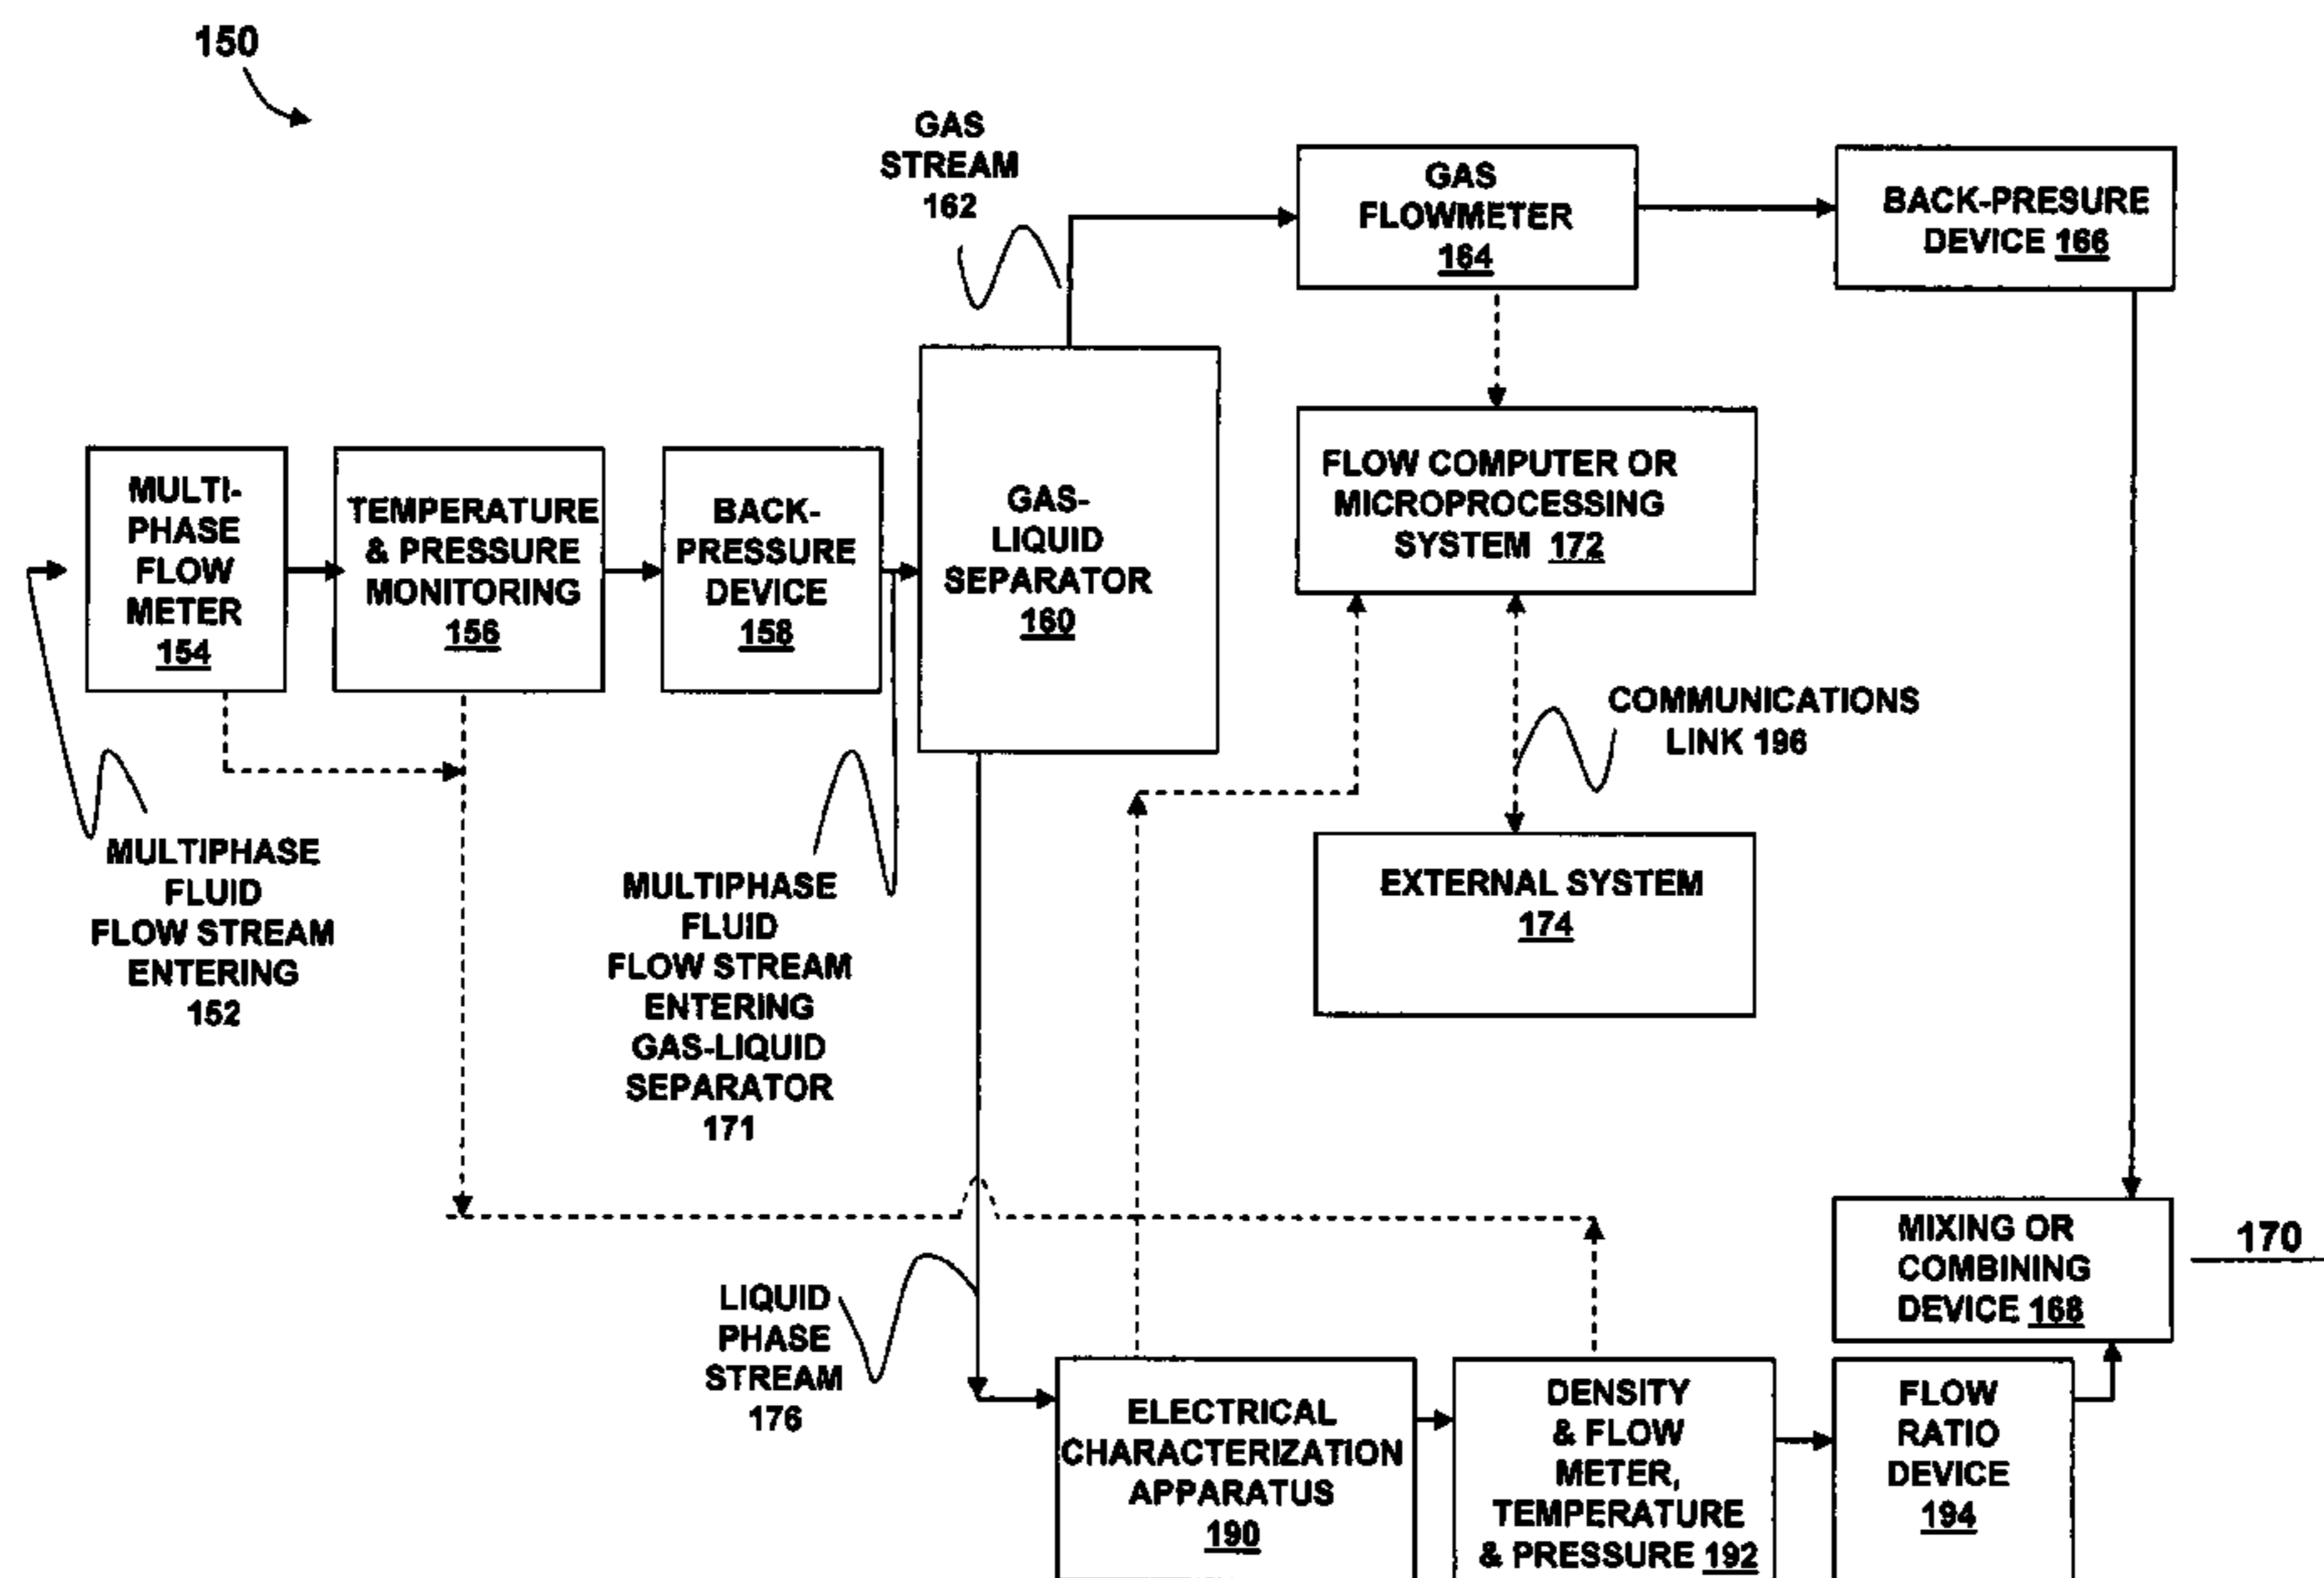 150
GAS
STREAM
162
GAS
FLOWMETER
164
BACK-PRESURE
DEVICE 166
MULTI-
PHASE
FLOW
METER
154
TEMPERATURE
& PRESSURE
MONITORING
156
BACK-
PRESSURE
DEVICE
158
GAS-
LIQUID
SEPARATOR
160
FLOW COMPUTER OR
MICROPROCESSING
SYSTEM 172
COMMUNICATIONS
LINK 196
EXTERNAL SYSTEM
174
MULTIPHASE
FLUID
FLOW STREAM
ENTERING
152
MULTIPHASE
FLUID
FLOW STREAM
ENTERING
GAS-LIQUID
SEPARATOR
171
MIXING OR
COMBINING
DEVICE 168
170
LIQUID
PHASE
STREAM
176
ELECTRICAL
CHARACTERIZATION
APPARATUS
190
DENSITY
& FLOW
METER,
TEMPERATURE
& PRESSURE 192
FLOW
RATIO
DEVICE
194